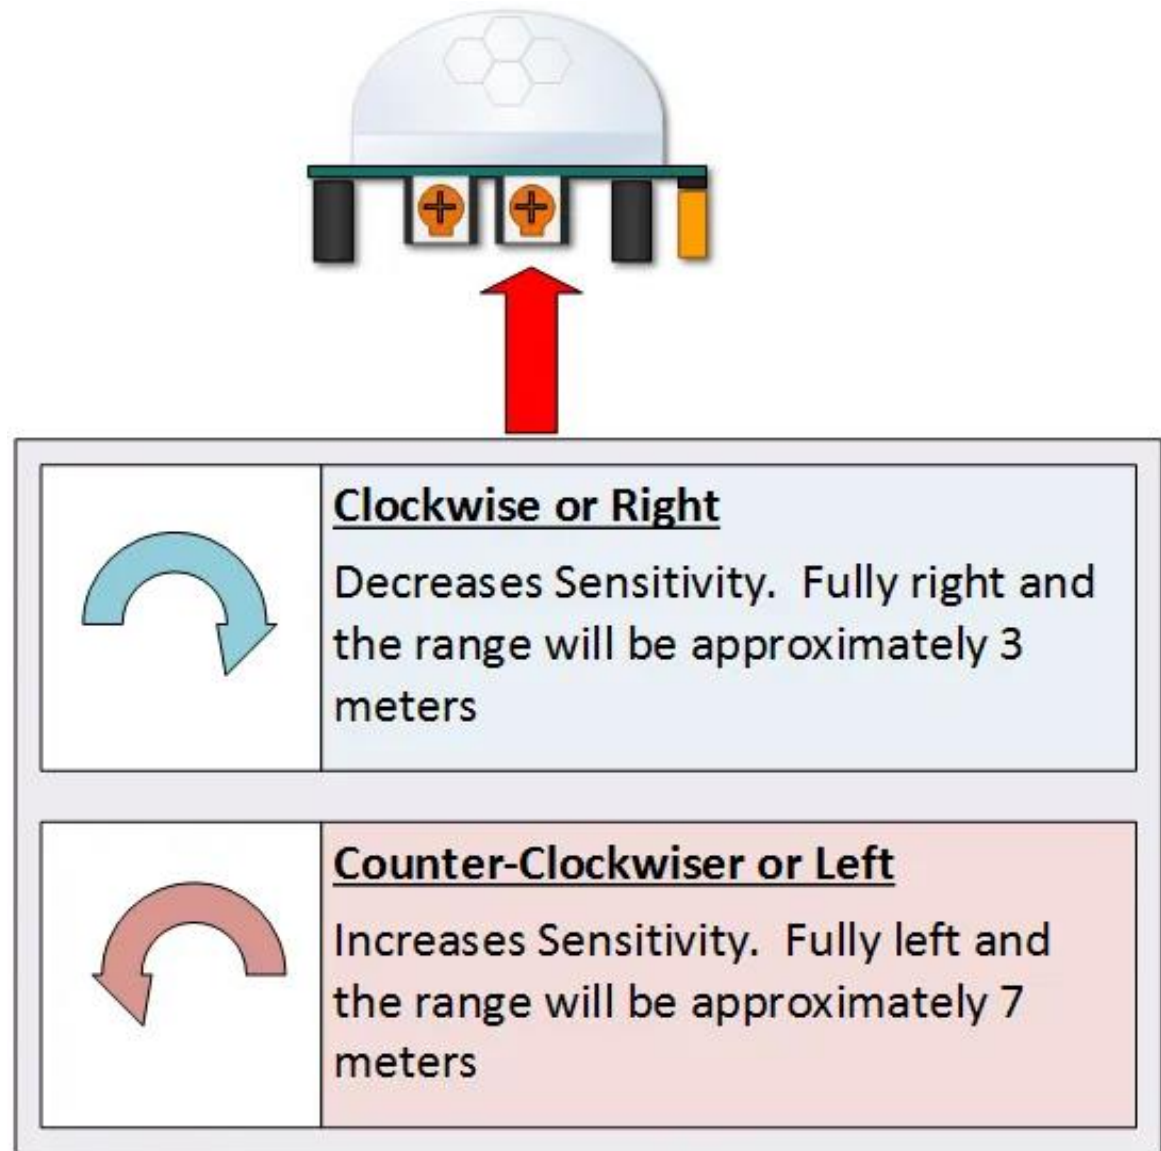 Clockwise or Right
Decreases Sensitivity.  Fully right and
the range will be approximately 3
meters
Counter-Clockwiser or Left
Increases Sensitivity.  Fully left and
the range will be approximately 7
meters